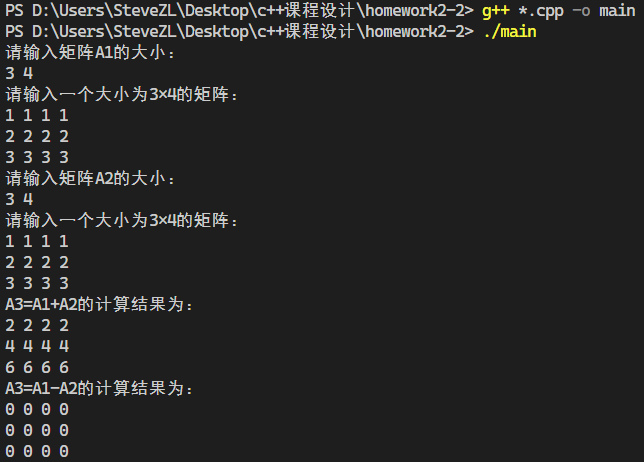 PS D:\Users\SteveZL\Desktop\c++课程设计\homework2-2> g++ *.cpp -o main
PS D:\Users\SteveZL\Desktop\c++课程设计\homework2-2> ./main
请输入矩阵A1的大小：
3 4
请输入一个大小为3×4的矩阵：
1 1 1 1
2 2 2 2
3 3 3 3
请输入矩阵A2的大小：
3 4
请输入一个大小为3×4的矩阵：
1 1 1 1
2 2 2 2
3 3 3 3
A3=A1+A2的计算结果为：
2 2 2 2
4 4 4 4
6 6 6 6
A3=A1-A2的计算结果为：
0 0 0 0
0 0 0 0
0 0 0 0